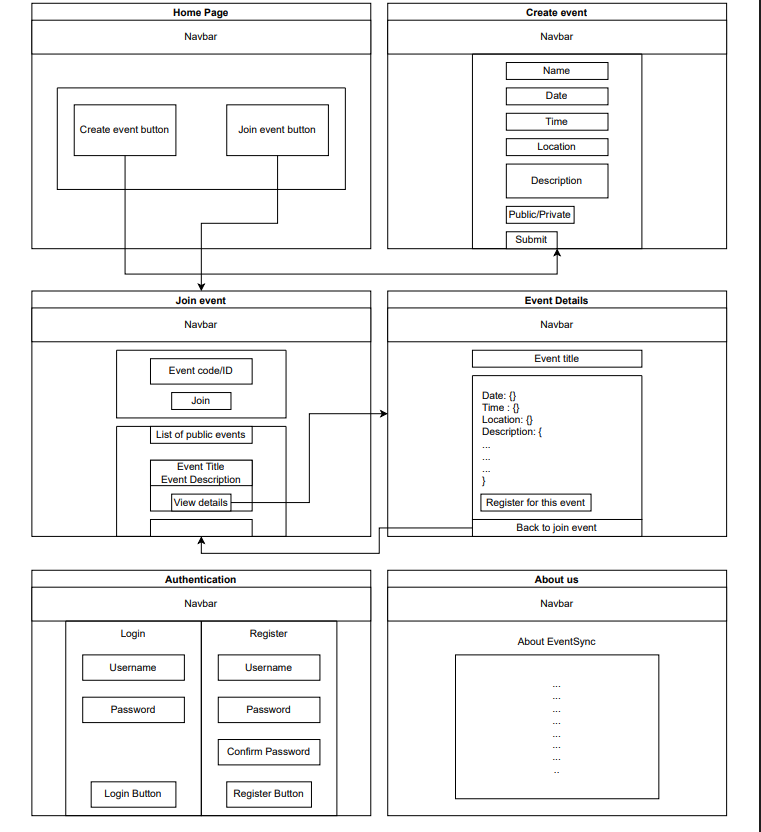 Home Page
Navbar
Create event button
Join event button
Create event
Navbar
Name
Date
Time
Location
Description
Public/Private
Submit
Join event
Navbar
Event code/ID
Join
List of public events
Event Title
Event Description
View details
Event Details
Navbar
Event title
Date: {}
Time : {}
Location: {}
Description: {
...
...
...
}
Register for this event
Back to join event
Authentication
Navbar
Login
Username
Password
Login Button
Register
Username
Password
Confirm Password
Register Button
About us
Navbar
About EventSync
...
...
...
...
...
...
...
..